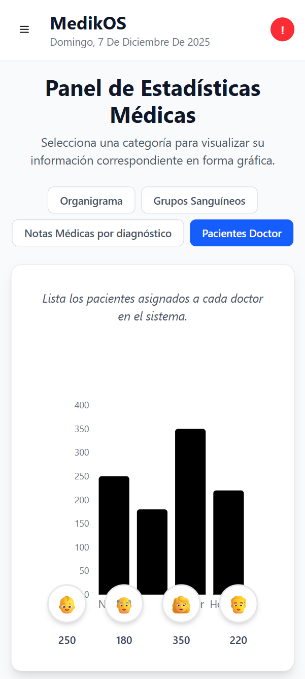 MedikOS
Domingo, 7 De Diciembre De 2025
!
Panel de Estadísticas
Médicas
Selecciona una categoría para visualizar su
información correspondiente en forma gráfica.
Organigrama
Grupos Sanguíneos
Notas Médicas por diagnóstico
Pacientes Doctor
Lista los pacientes asignados a cada doctor
en el sistema.
400
350
300
250
200
150
100
50
0
250
180
350
220